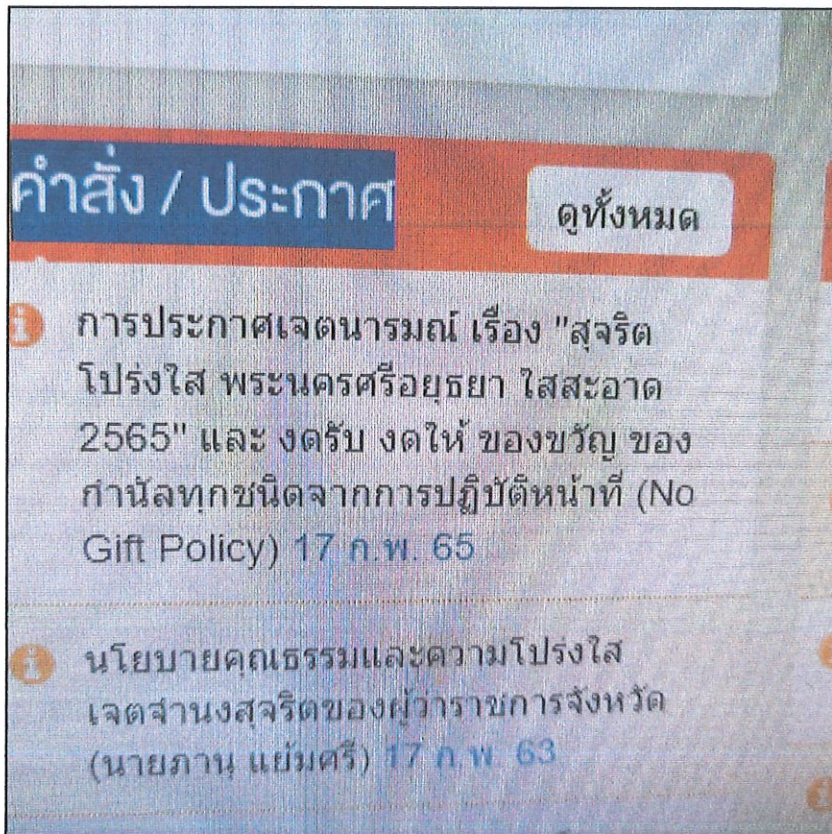 คำสั่ง / ประกาศ
ดูทั้งหมด
การประกาศเจตนารมณ์ เรื่อง "สุจริต
โปร่งใส พระนครศรีอยุธยา ใสสะอาด
2565" และ งดรับ งดให้ ของขวัญ ของ
กำนัลทุกชนิดจากการปฏิบัติหน้าที่ (No
Gift Policy) 17 ก.พ. 65
นโยบายคุณธรรมและความโปร่งใส
เจตจำนงสุจริตของผู้ว่าราชการจังหวัด
(นายภานุ แย้มศรี) 17 ก.พ. 63